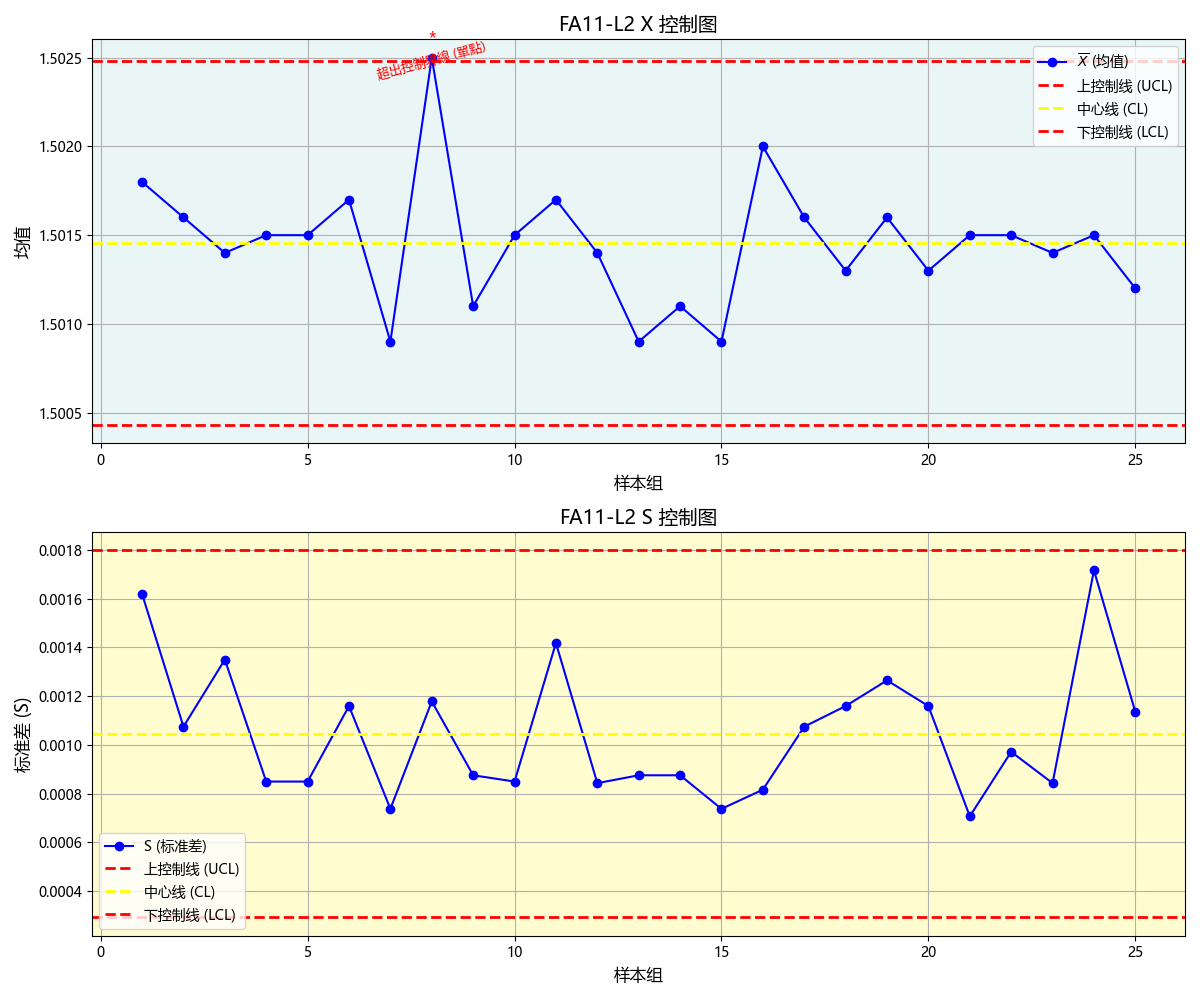 FA11-L2 X 控制图
*
超出控制界線 (單點)
1.5025
1.5020
1.5015
1.5010
1.5005
均值
X (均值)
上控制线 (UCL)
中心线 (CL)
下控制线 (LCL)
0 5 10 15 20 25
样本组
FA11-L2 S 控制图
0.0018
0.0016
0.0014
0.0012
0.0010
0.0008
0.0006
0.0004
标准差 (S)
S (标准差)
上控制线 (UCL)
中心线 (CL)
下控制线 (LCL)
0 5 10 15 20 25
样本组